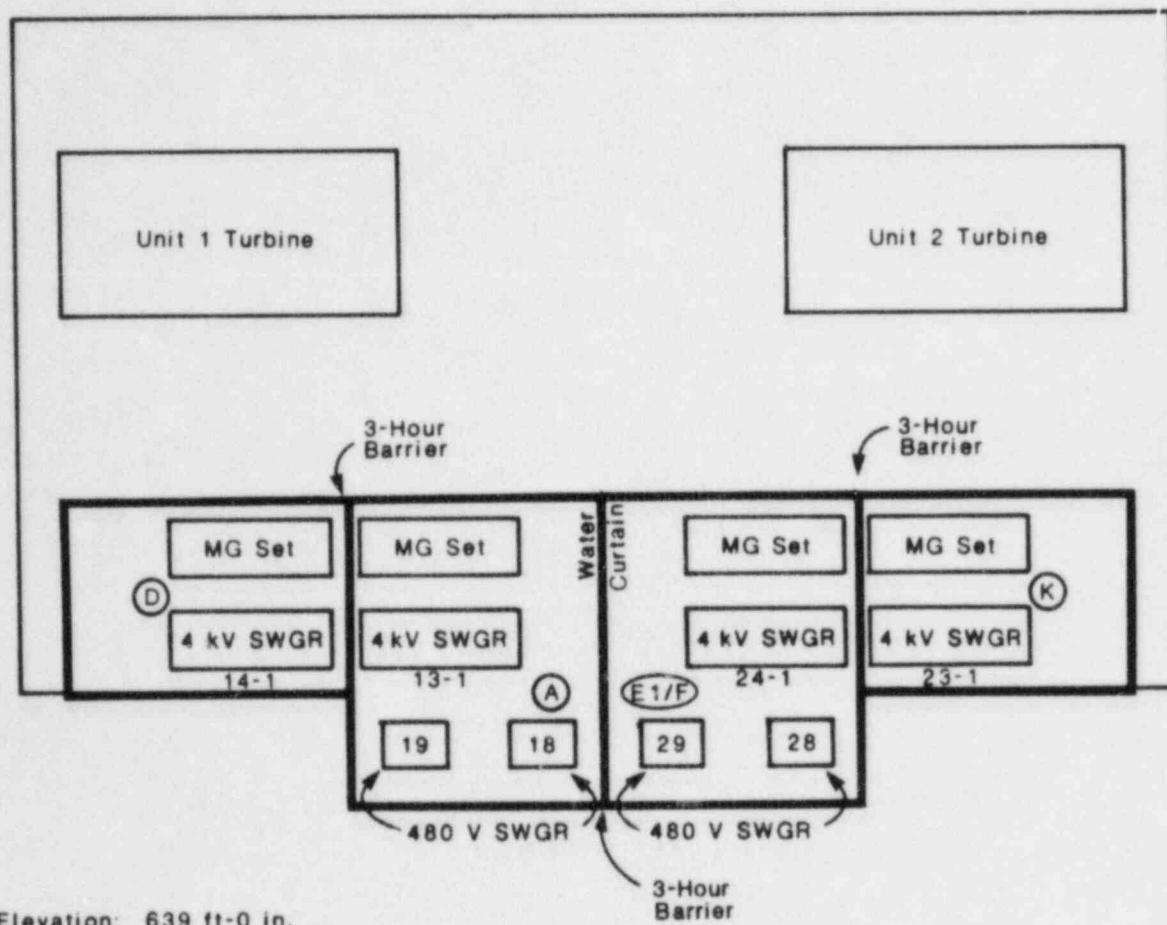 Unit 1 Turbine
Unit 2 Turbine
3-Hour
Barrier
3-Hour
Barrier
MG Set
MG Set
Water
Curtain
MG Set
MG Set
D
K
4 kV SWGR
4 kV SWGR
4 kV SWGR
4 kV SWGR
14-1
13-1
24-1
23-1
A
E1/F
19
18
29
28
480 V SWGR
480 V SWGR
3-Hour
Barrier
Elevation: 639 ft-0 in.